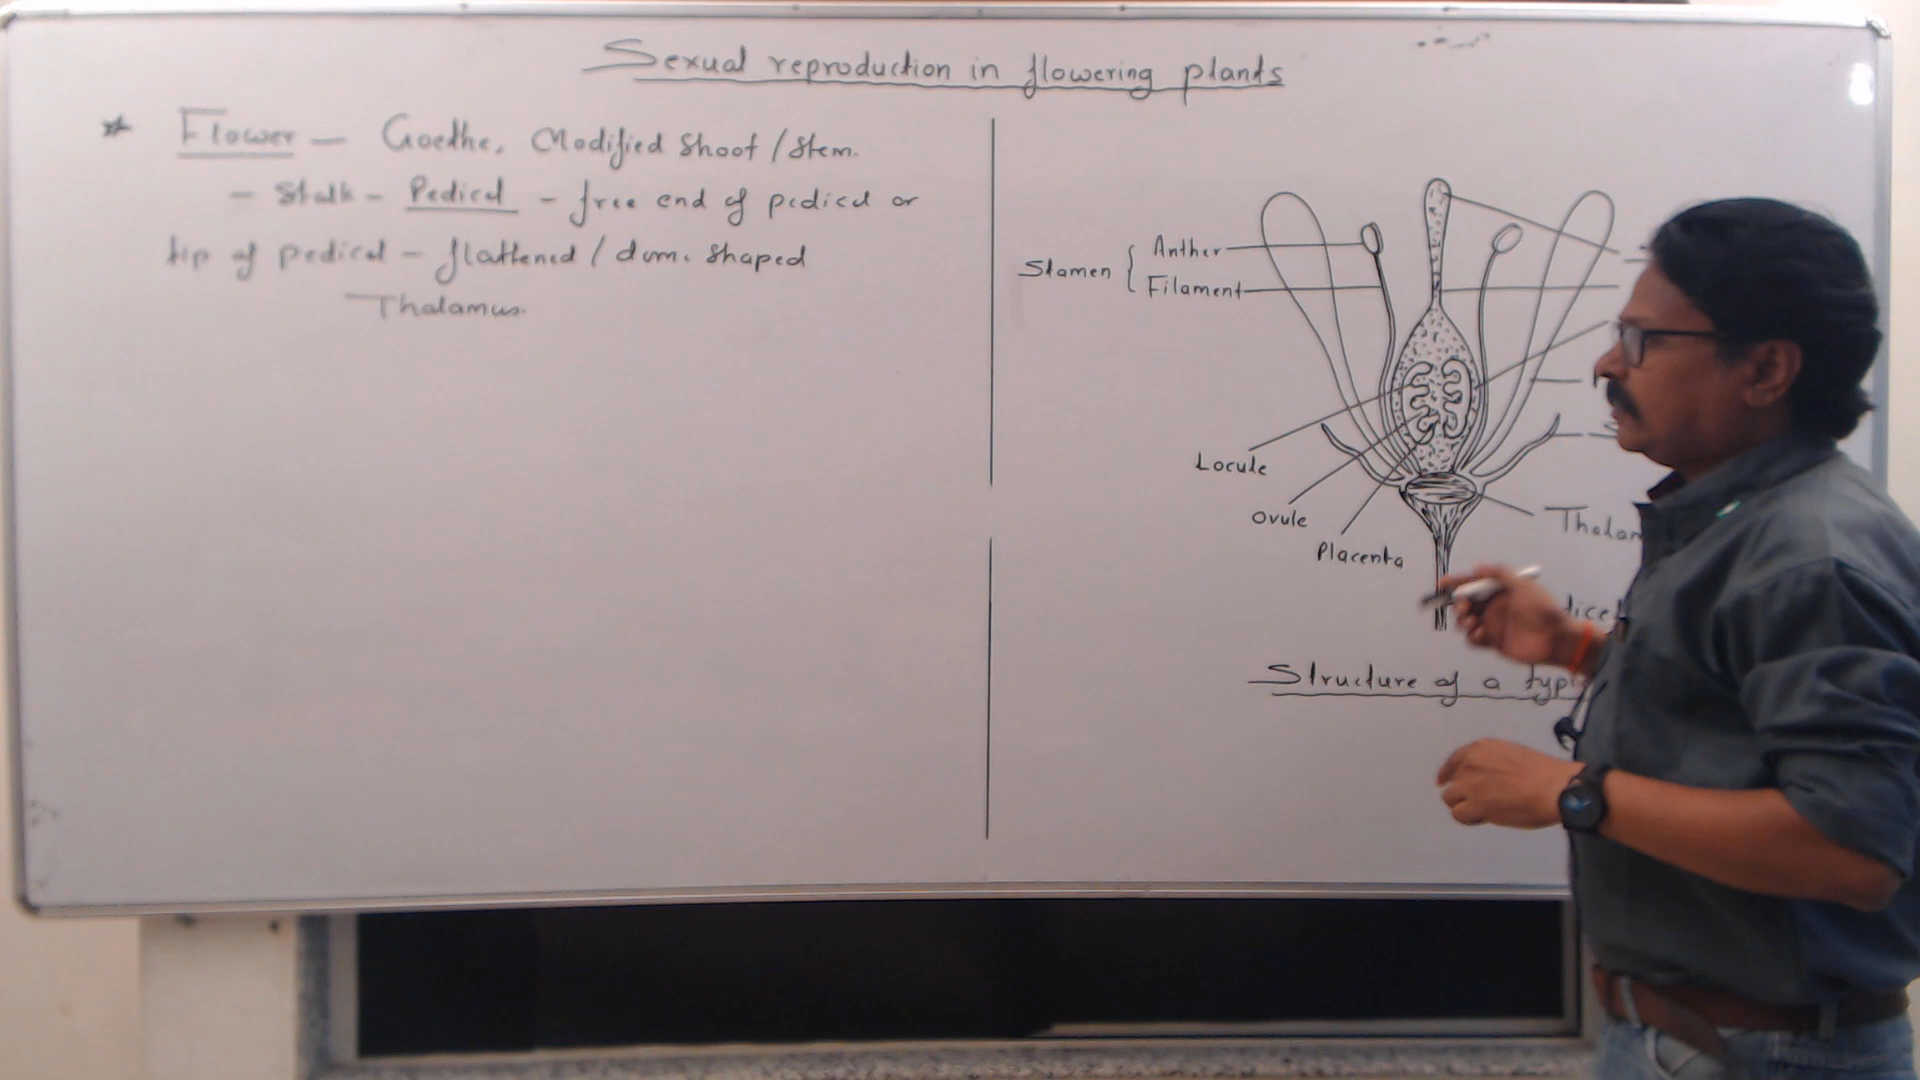 Sexual reproduction in flowering plants
* Flower — Goethe, Modified Shoot / Stem.
- Stalk - Pedicel - free end of pedicel or
tip of pedicel - flattened / dome shaped
Thalamus.
Stamen { Anther
Filament
Locule
Ovule
Placenta
Structure of a